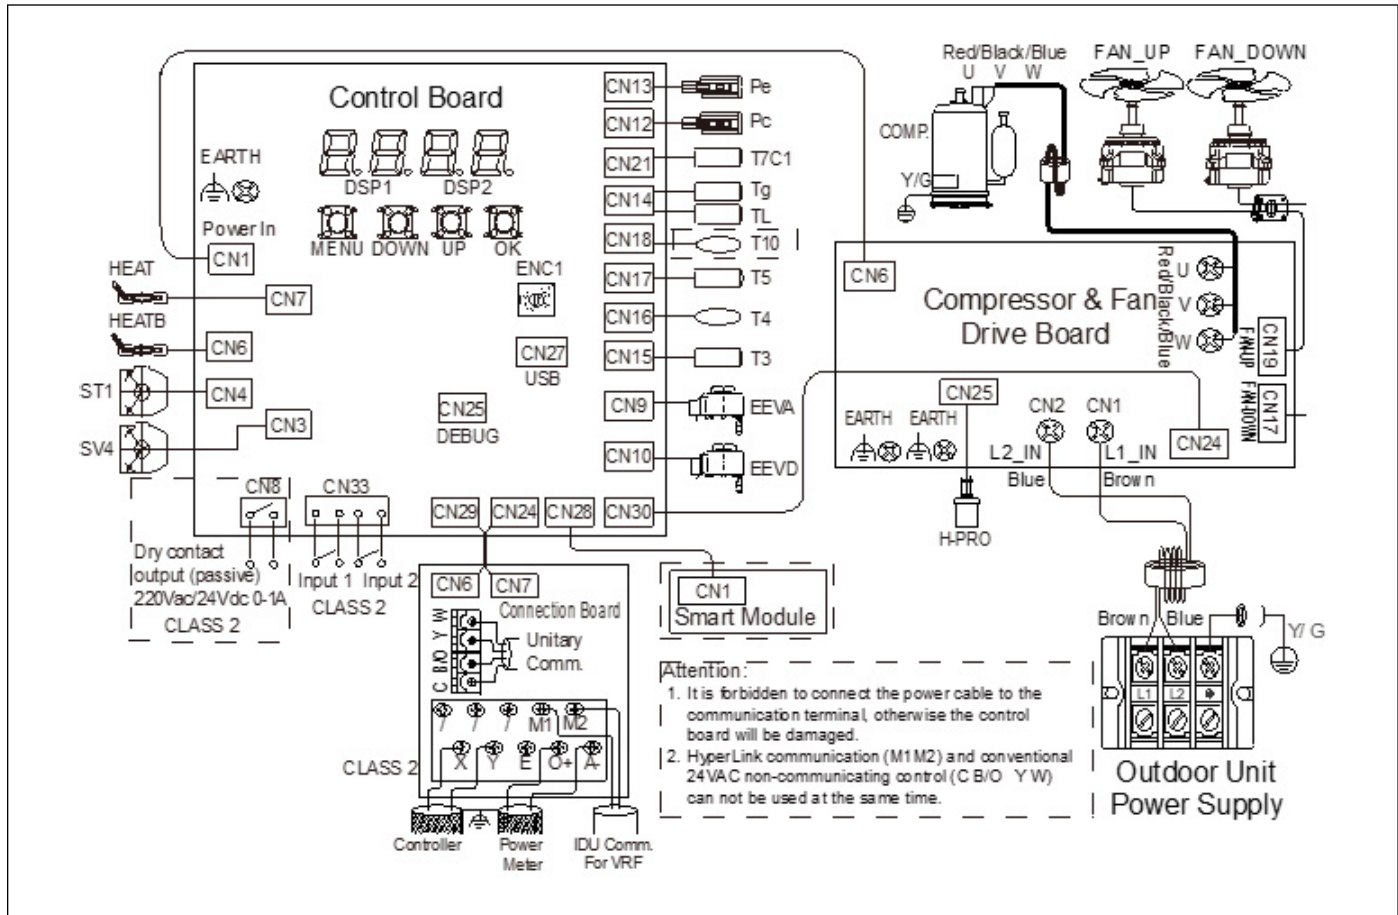 Control Board
EARTH
DSP1
DSP2
MENU
DOWN
UP
OK
Power In
CN1
HEAT
CN7
HEATB
CN6
ST1
CN4
SV4
CN3
ENC1
CN27
USB
CN25
DEBUG
CN13
Pe
CN12
Pc
CN21
T7C1
CN14
Tg
TL
CN18
T10
CN17
T5
CN16
T4
CN15
T3
CN9
EEVA
CN10
EEVD
CN8
CN33
CN29
CN24
CN28
CN30
Dry contact
output (passive)
220Vac/24Vdc 0-1A
CLASS 2
Input 1
Input 2
CLASS 2
CN6
CN7
Connection Board
W
Y
B/O
C
Unitary
Comm.
/
/
/
M1
M2
X
Y
E
O+
A-
CLASS 2
Controller
Power
Meter
IDU Comm.
For VRF
CN1
Smart Module
Red/Black/Blue
U V W
FAN_UP
FAN_DOWN
COMP.
Y/G
CN6
Compressor & Fan
Drive Board
Red/Black/Blue
U
V
W
FAN-UP
CN19
FAN-DOWN
CN17
CN25
EARTH
EARTH
CN2
CN1
L2_IN
L1_IN
CN24
Blue
Brown
H-PRO
Brown
Blue
Y/G
L1
L2
Outdoor Unit
Power Supply
Attention:
1. It is forbidden to connect the power cable to the
communication terminal, otherwise the control
board will be damaged.
2. HyperLink communication (M1M2) and conventional
24VAC non-communicating control (C B/O Y W)
can not be used at the same time.